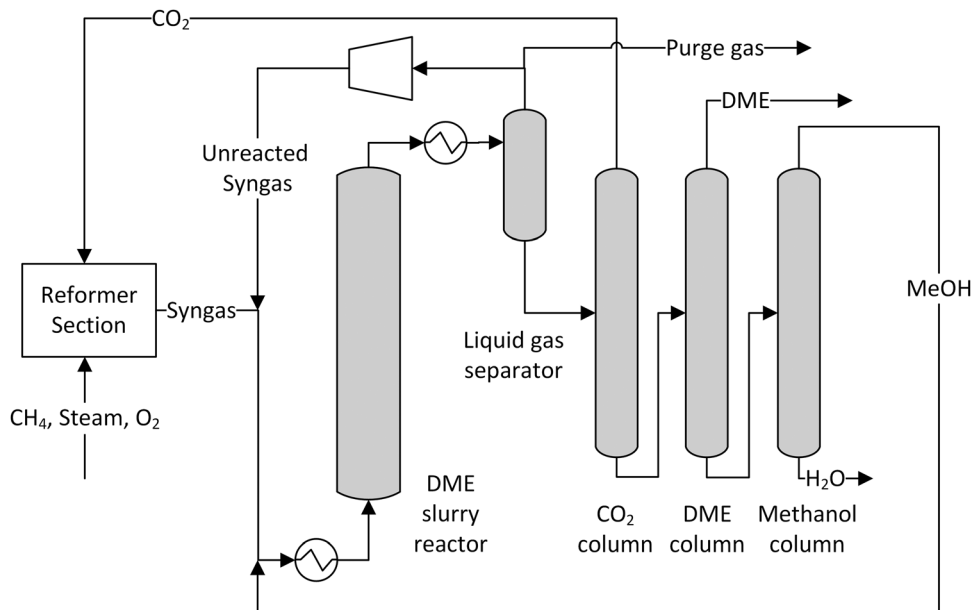 CO₂
Purge gas
DME
Unreacted
Syngas
Reformer
Section
Syngas
MeOH
Liquid gas
separator
CH₄, Steam, O₂
H₂O
DME
slurry
reactor
CO₂
column
DME
column
Methanol
column